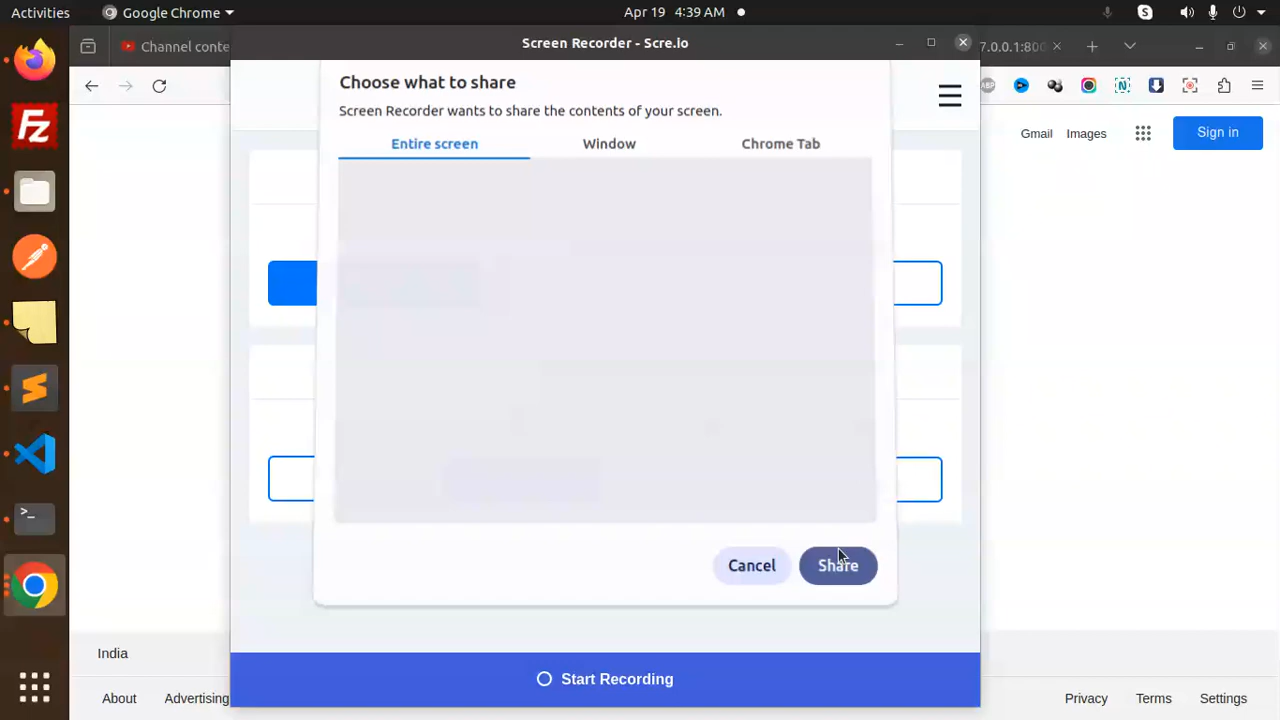 Activities
Google Chrome
Apr 19 4:39 AM
S
Screen Recorder - Scre.io
Channel conte
7.0.0.1:800
ABP
N
Choose what to share
Screen Recorder wants to share the contents of your screen.
Entire screen
Window
Chrome Tab
Gmail
Images
Sign in
Fz
>_
Cancel
Share
India
Start Recording
About
Advertising
Privacy
Terms
Settings